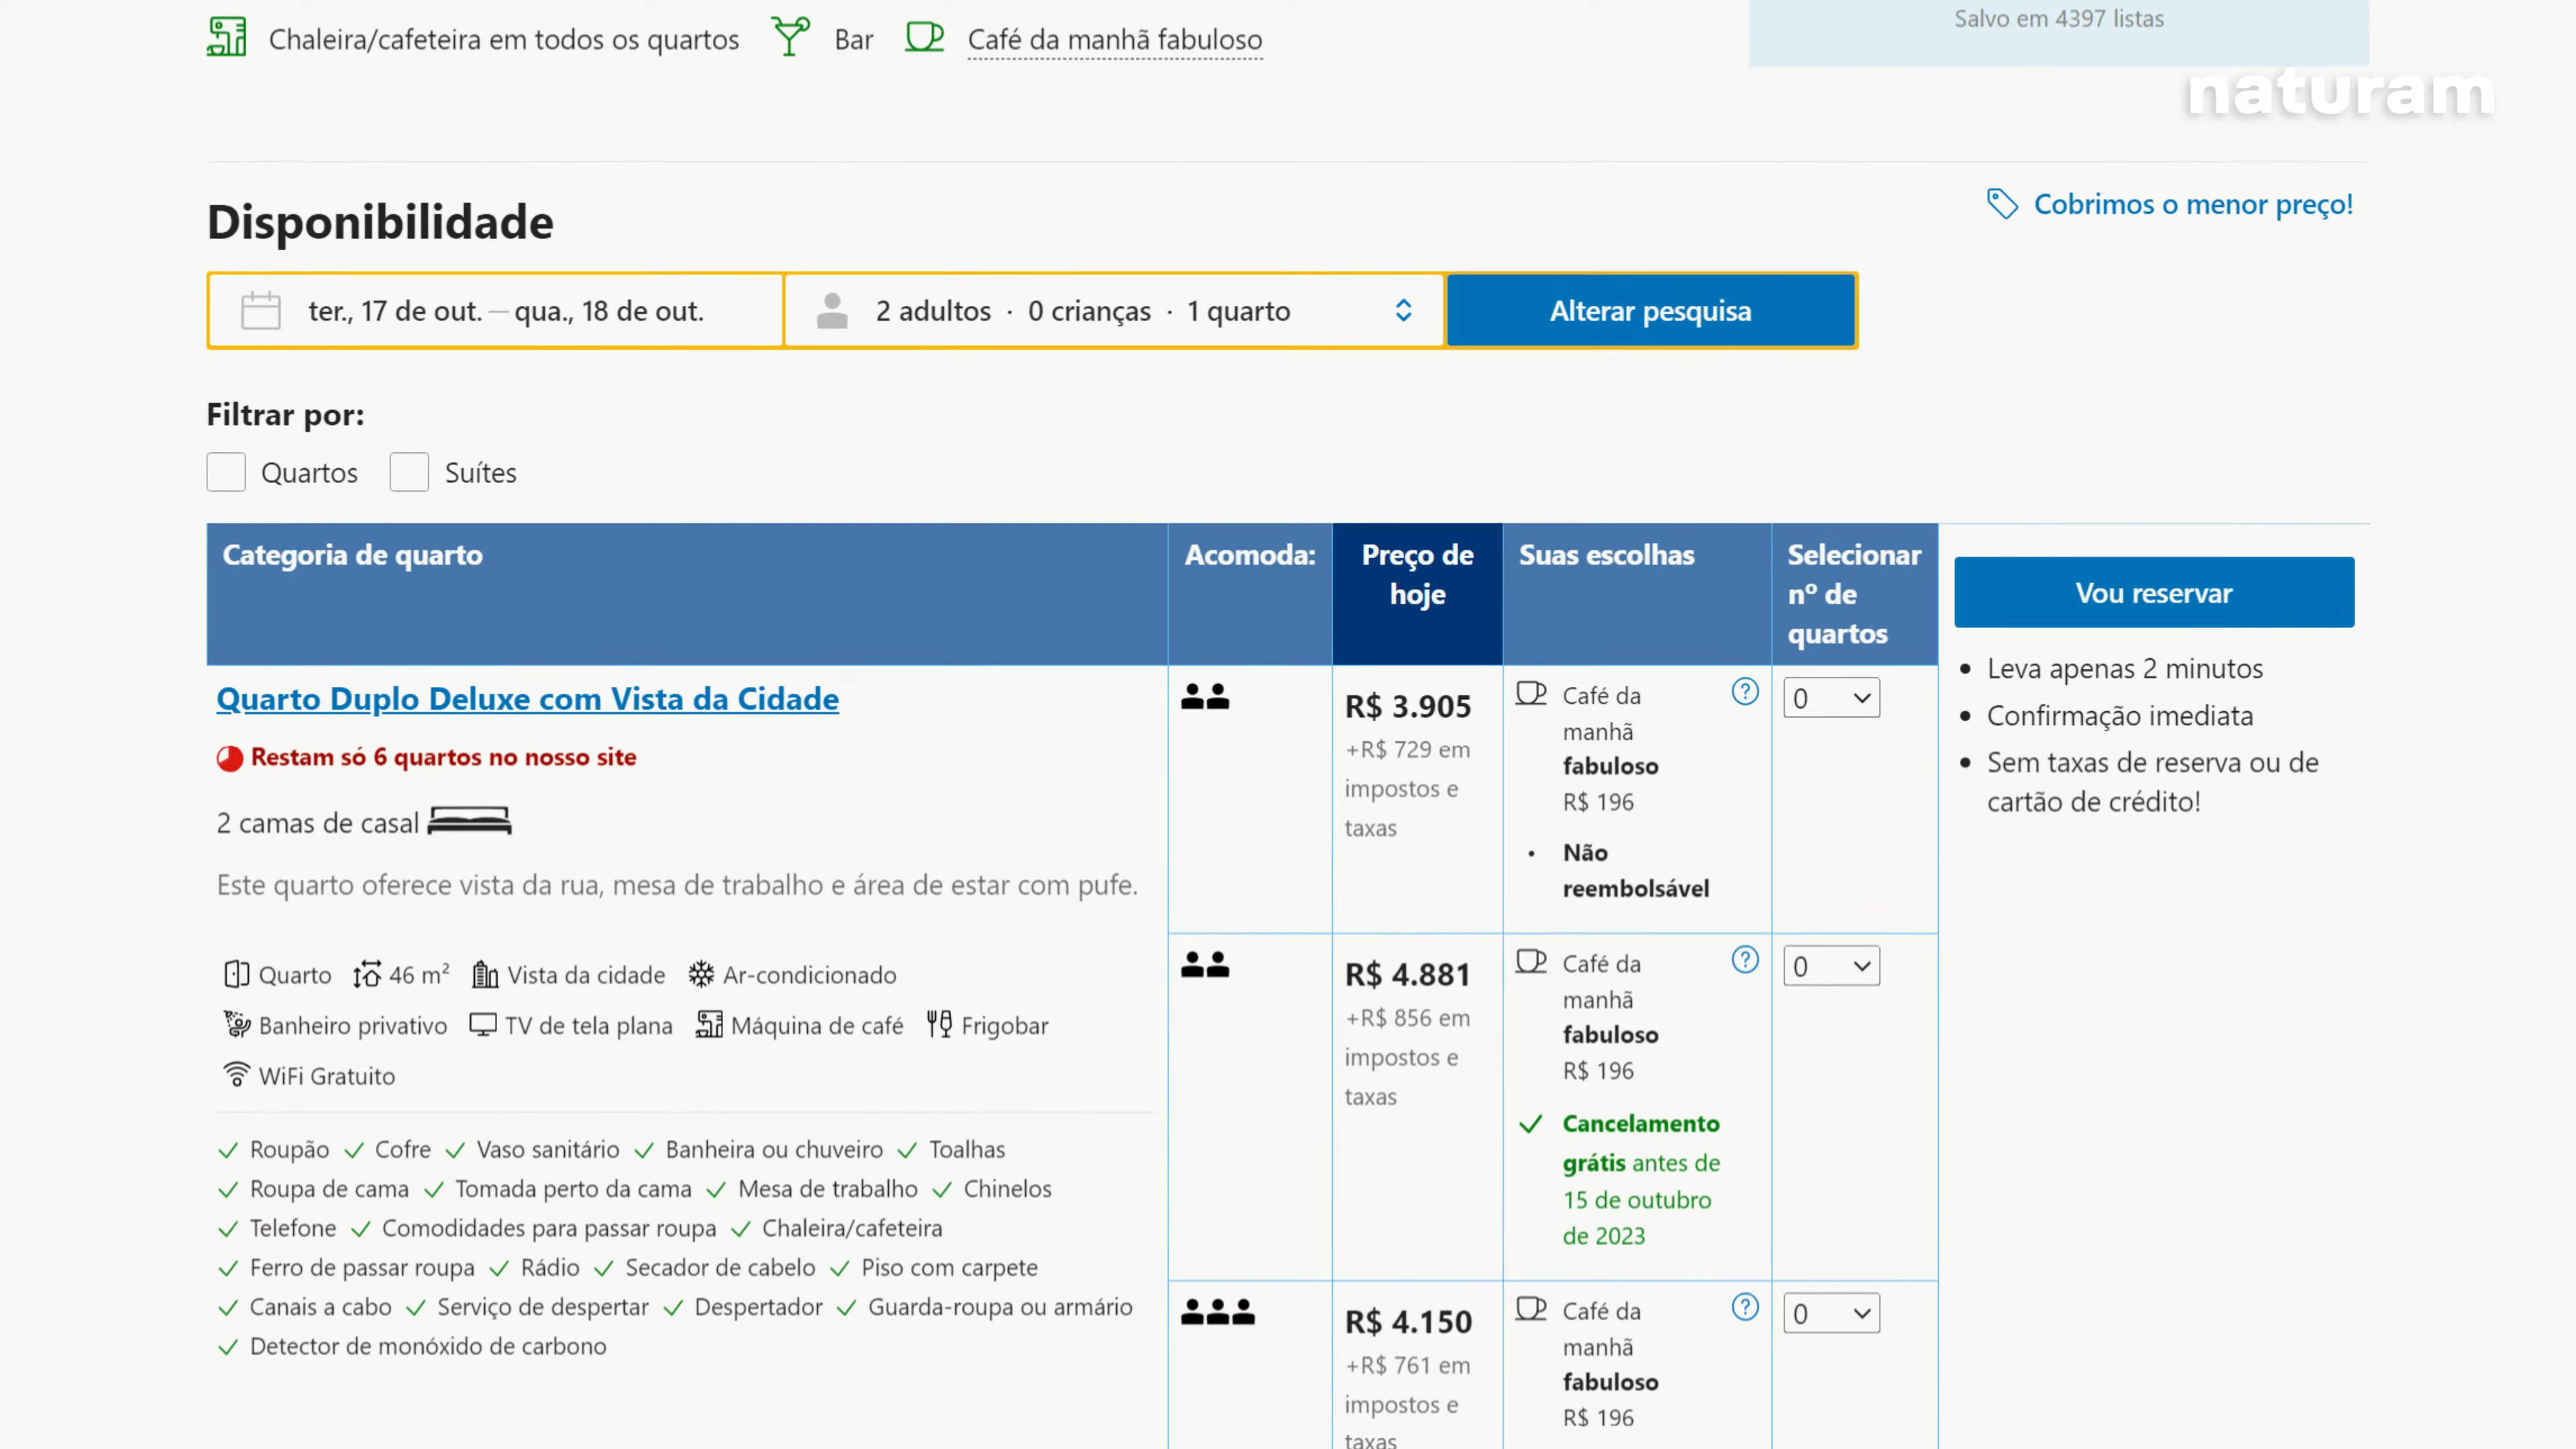 Salvo em 4397 listas
Chaleira/cafeteira em todos os quartos Bar Café da manhã fabuloso
naturam
Cobrimos o menor preço!
Disponibilidade
ter., 17 de out. — qua., 18 de out. 2 adultos · 0 crianças · 1 quarto Alterar pesquisa
Filtrar por:
Quartos Suítes
Categoria de quarto
Acomoda:
Preço de
hoje
Suas escolhas
Selecionar
nº de
quartos
Vou reservar
• Leva apenas 2 minutos
• Confirmação imediata
• Sem taxas de reserva ou de
cartão de crédito!
Quarto Duplo Deluxe com Vista da Cidade
Restam só 6 quartos no nosso site
2 camas de casal
Este quarto oferece vista da rua, mesa de trabalho e área de estar com pufe.
Quarto 46 m² Vista da cidade Ar-condicionado
Banheiro privativo TV de tela plana Máquina de café Frigobar
WiFi Gratuito
Roupão Cofre Vaso sanitário Banheira ou chuveiro Toalhas
Roupa de cama Tomada perto da cama Mesa de trabalho Chinelos
Telefone Comodidades para passar roupa Chaleira/cafeteira
Ferro de passar roupa Rádio Secador de cabelo Piso com carpete
Canais a cabo Serviço de despertar Despertador Guarda-roupa ou armário
Detector de monóxido de carbono
R$ 3.905
+R$ 729 em
impostos e
taxas
Café da
manhã
fabuloso
R$ 196
• Não
reembolsável
0
R$ 4.881
+R$ 856 em
impostos e
taxas
Café da
manhã
fabuloso
R$ 196
Cancelamento
grátis antes de
15 de outubro
de 2023
0
R$ 4.150
+R$ 761 em
impostos e
taxas
Café da
manhã
fabuloso
R$ 196
0